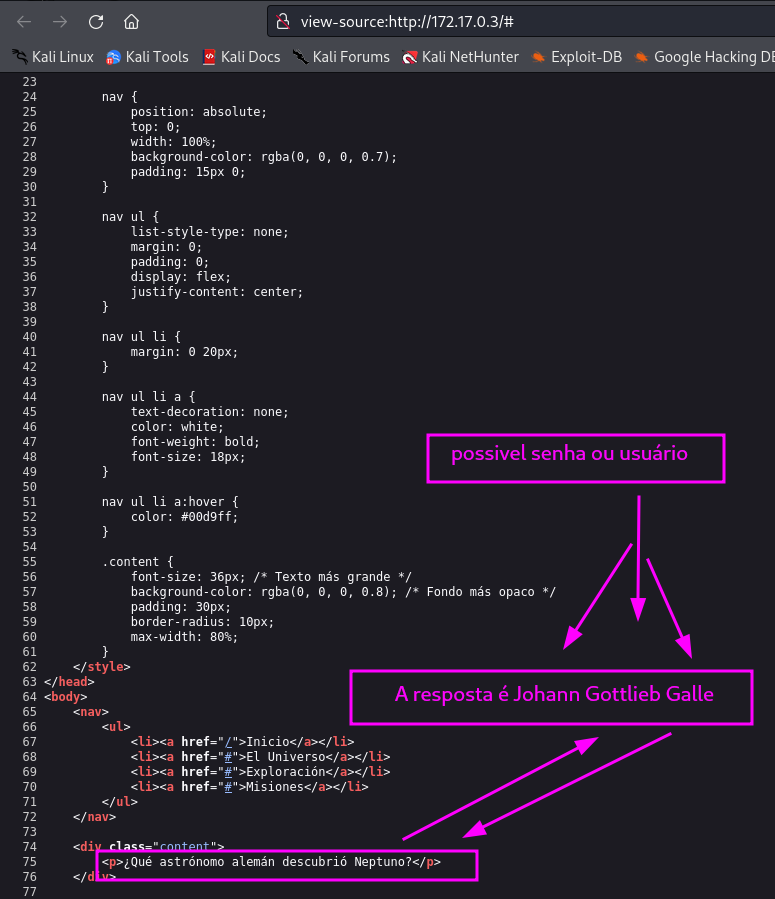 view-source:http://172.17.0.3/#
Kali Linux Kali Tools Kali Docs Kali Forums Kali NetHunter Exploit-DB Google Hacking DB
23
24 nav {
25 position: absolute;
26 top: 0;
27 width: 100%;
28 background-color: rgba(0, 0, 0, 0.7);
29 padding: 15px 0;
30 }
31
32 nav ul {
33 list-style-type: none;
34 margin: 0;
35 padding: 0;
36 display: flex;
37 justify-content: center;
38 }
39
40 nav ul li {
41 margin: 0 20px;
42 }
43
44 nav ul li a {
45 text-decoration: none;
46 color: white;
47 font-weight: bold;
48 font-size: 18px;
49 }
50
51 nav ul li a:hover {
52 color: #00d9ff;
53 }
54
55 .content {
56 font-size: 36px; /* Texto más grande */
57 background-color: rgba(0, 0, 0, 0.8); /* Fondo más opaco */
58 padding: 30px;
59 border-radius: 10px;
60 max-width: 80%;
61 }
62 </style>
63 </head>
64 <body>
65 <nav>
66 <ul>
67 <li><a href="/">Inicio</a></li>
68 <li><a href="#">El Universo</a></li>
69 <li><a href="#">Exploración</a></li>
70 <li><a href="#">Misiones</a></li>
71 </ul>
72 </nav>
73
74 <div class="content">
75 <p>¿Qué astrónomo alemán descubrió Neptuno?</p>
76 </div>
77
possivel senha ou usuário
A resposta é Johann Gottlieb Galle